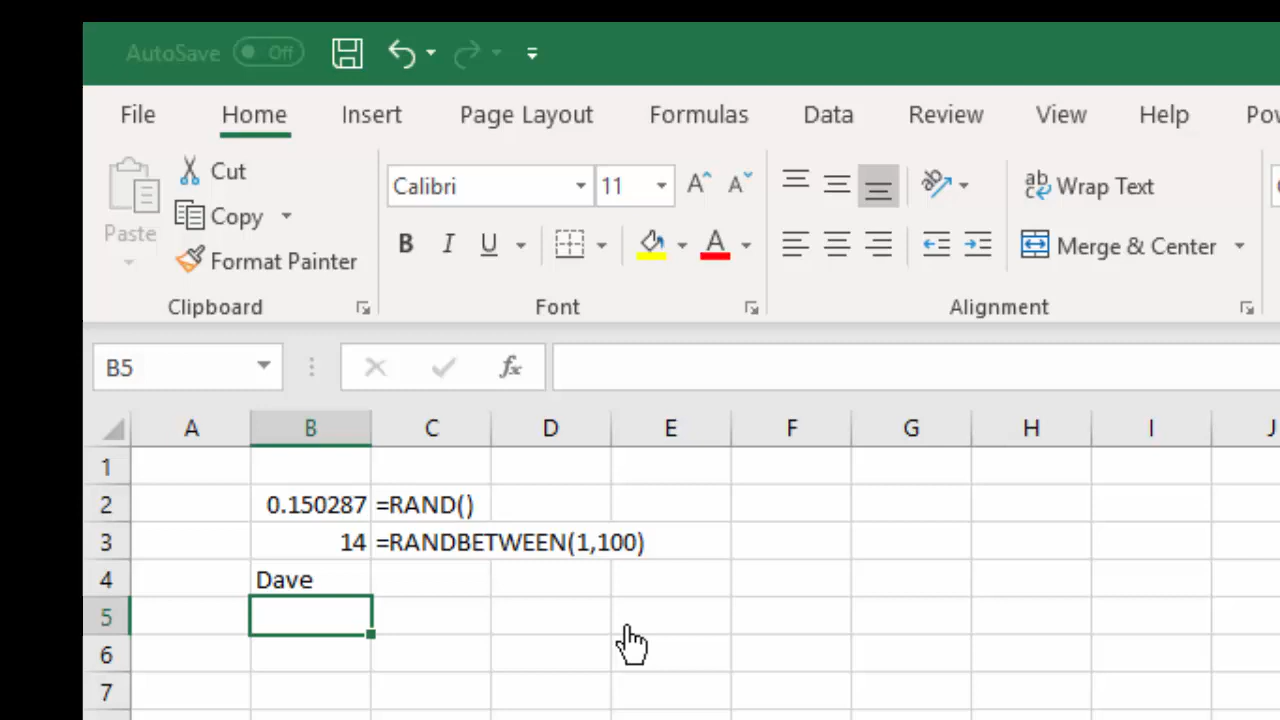 AutoSave Off
File Home Insert Page Layout Formulas Data Review View Help
Cut
Calibri 11 ab Wrap Text
Copy
Paste
B I U A Merge & Center
Format Painter
Clipboard Font Alignment
B5 fx
A B C D E F G H I J
1
2 0.150287 =RAND()
3 14 =RANDBETWEEN(1,100)
4 Dave
5
6
7